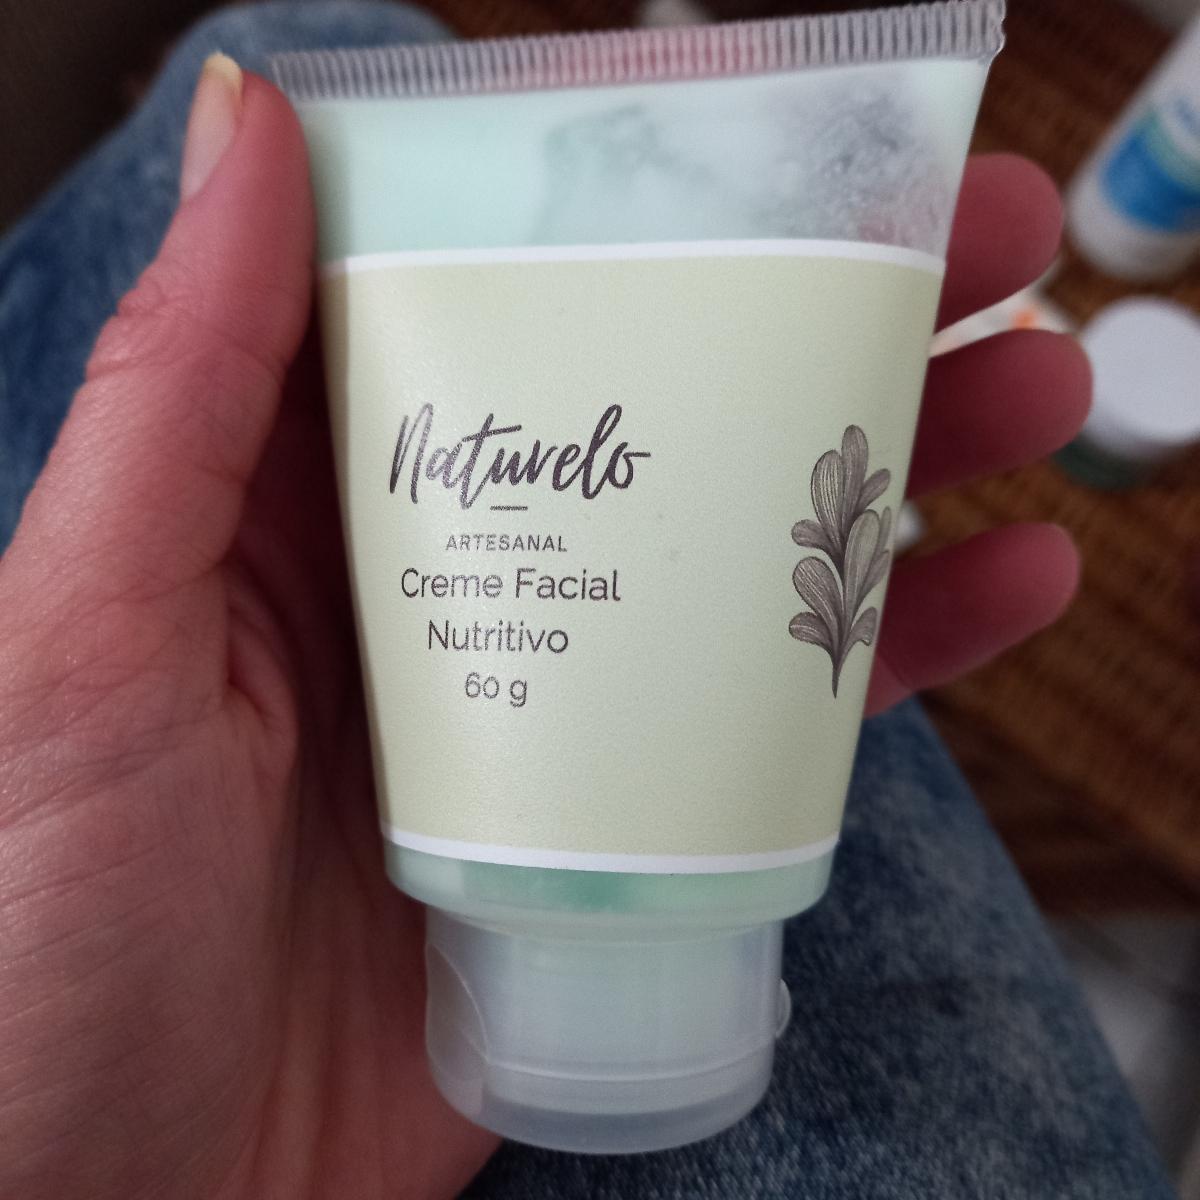 Naturelo
ARTESANAL
Creme Facial
Nutritivo
60 g